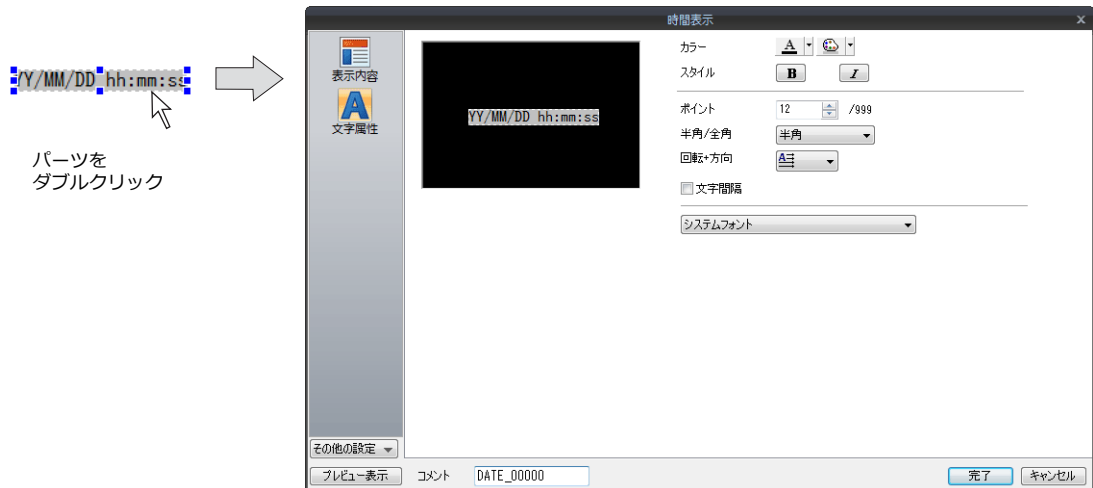 時間表示
YY/MM/DD hh:mm:ss
パーツを
ダブルクリック
表示内容
文字属性
YY/MM/DD hh:mm:ss
カラー A
スタイル B I
ポイント 12 /999
半角/全角 半角
回転+方向 A
文字間隔
システムフォント
その他の設定
プレビュー表示 コメント DATE_00000 完了 キャンセル